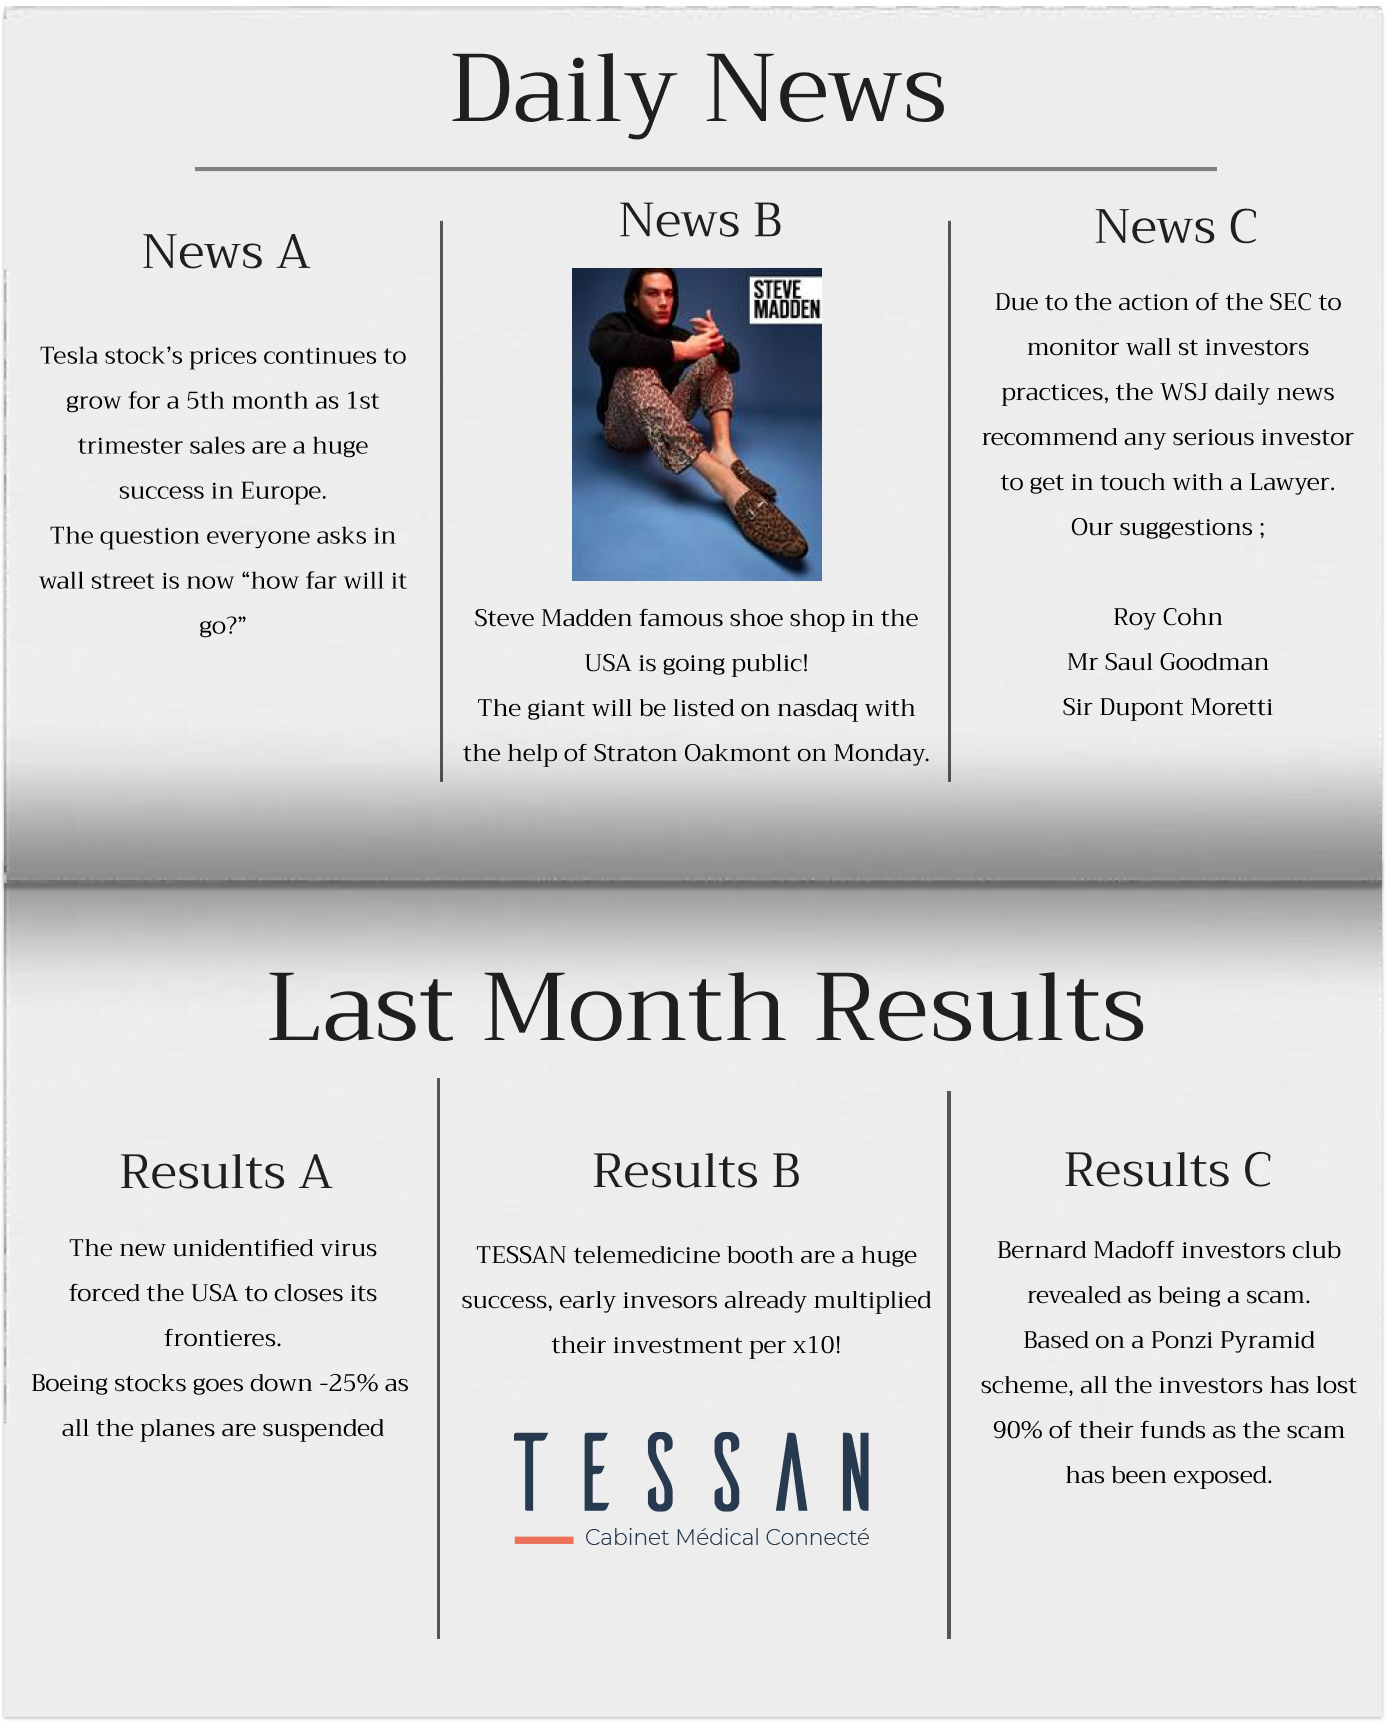 Daily News
News A
Tesla stock’s prices continues to
grow for a 5th month as 1st
trimester sales are a huge
success in Europe.
The question everyone asks in
wall street is now “how far will it
go?”
News B
STEVE
MADDEN
Steve Madden famous shoe shop in the
USA is going public!
The giant will be listed on nasdaq with
the help of Straton Oakmont on Monday.
News C
Due to the action of the SEC to
monitor wall st investors
practices, the WSJ daily news
recommend any serious investor
to get in touch with a Lawyer.
Our suggestions ;
Roy Cohn
Mr Saul Goodman
Sir Dupont Moretti
Last Month Results
Results A
The new unidentified virus
forced the USA to closes its
frontieres.
Boeing stocks goes down -25% as
all the planes are suspended
Results B
TESSAN telemedicine booth are a huge
success, early invesors already multiplied
their investment per x10!
TESSAN
Cabinet Médical Connecté
Results C
Bernard Madoff investors club
revealed as being a scam.
Based on a Ponzi Pyramid
scheme, all the investors has lost
90% of their funds as the scam
has been exposed.